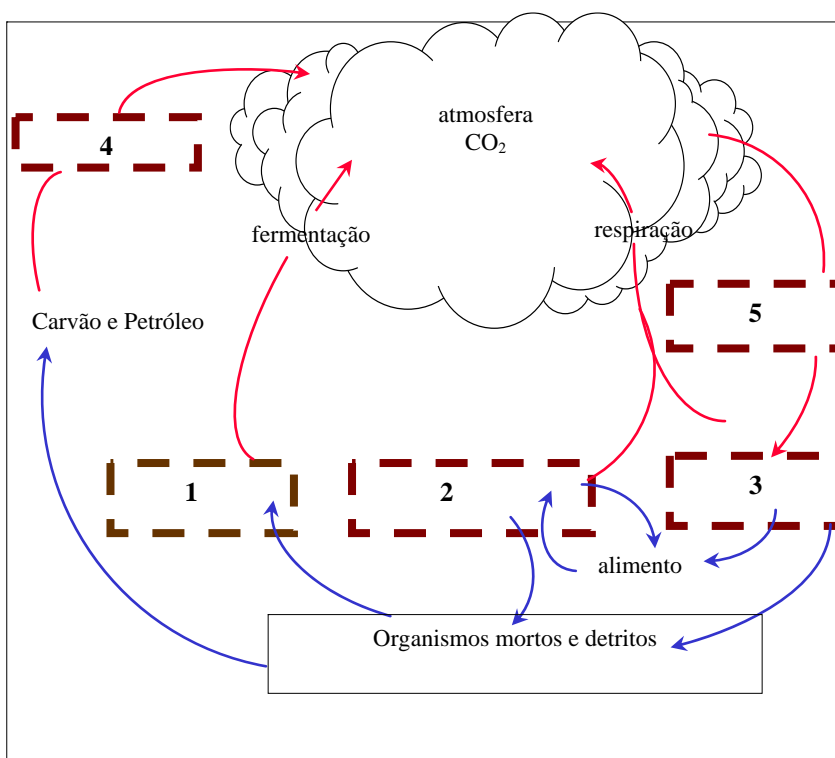 atmosfera
CO₂
4
fermentação
respiração
5
Carvão e Petróleo
1
2
3
alimento
Organismos mortos e detritos